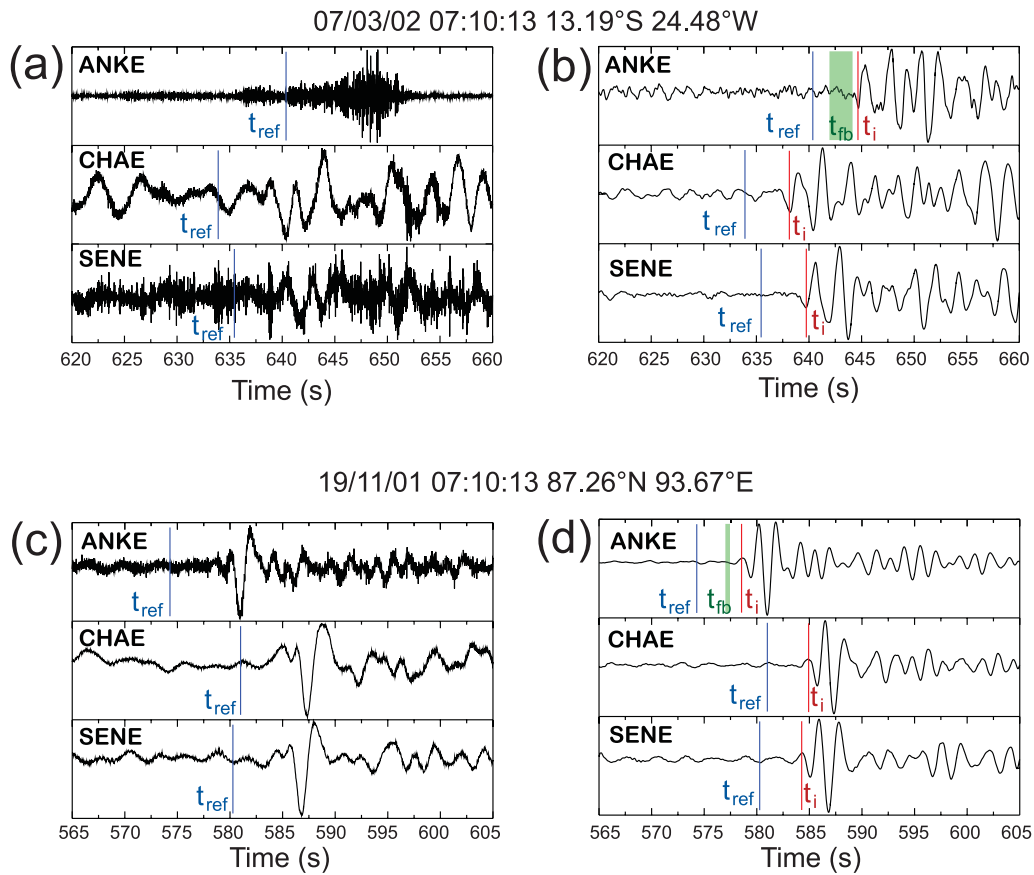 07/03/02 07:10:13 13.19°S 24.48°W
(a)
ANKE
t_ref
CHAE
t_ref
SENE
t_ref
620 625 630 635 640 645 650 655 660
Time (s)
(b)
ANKE
t_ref t_fb t_i
CHAE
t_ref t_i
SENE
t_ref t_i
620 625 630 635 640 645 650 655 660
Time (s)
19/11/01 07:10:13 87.26°N 93.67°E
(c)
ANKE
t_ref
CHAE
t_ref
SENE
t_ref
565 570 575 580 585 590 595 600 605
Time (s)
(d)
ANKE
t_ref t_fb t_i
CHAE
t_ref t_i
SENE
t_ref t_i
565 570 575 580 585 590 595 600 605
Time (s)